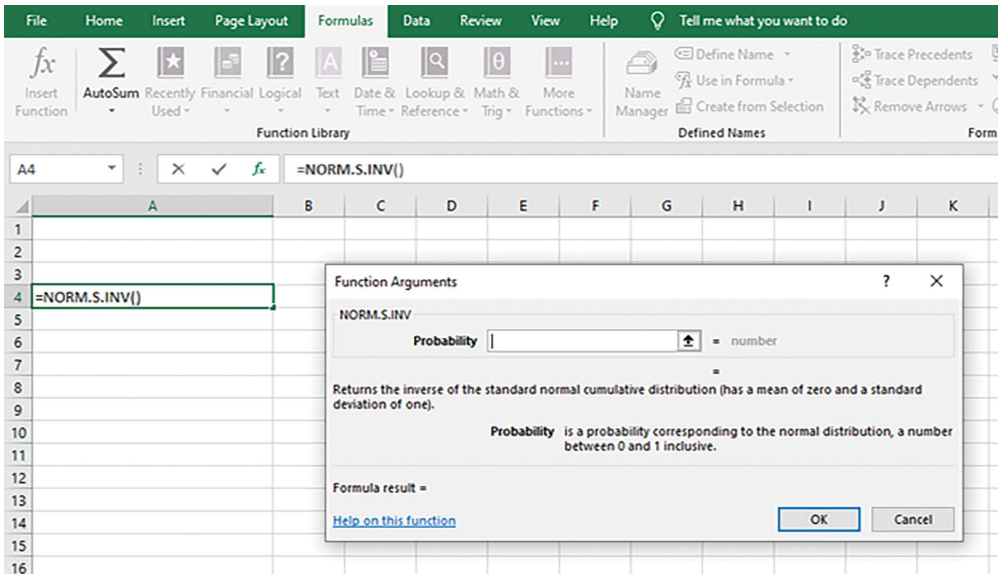 File Home Insert Page Layout Formulas Data Review View Help Tell me what you want to do
fx Σ ? A θ ...
Insert AutoSum Recently Financial Logical Text Date & Lookup & Math & More
Function Used Time Reference Trig Functions
Function Library
Name
Manager
Define Name
Use in Formula
Create from Selection
Defined Names
Trace Precedents
Trace Dependents
Remove Arrows
Form
A4 fx =NORM.S.INV()
A B C D E F G H I J K
1
2
3
4 =NORM.S.INV()
5
6
7
8
9
10
11
12
13
14
15
16
Function Arguments ? ×
NORM.S.INV
Probability = number
=
Returns the inverse of the standard normal cumulative distribution (has a mean of zero and a standard
deviation of one).
Probability is a probability corresponding to the normal distribution, a number
between 0 and 1 inclusive.
Formula result =
Help on this function OK Cancel